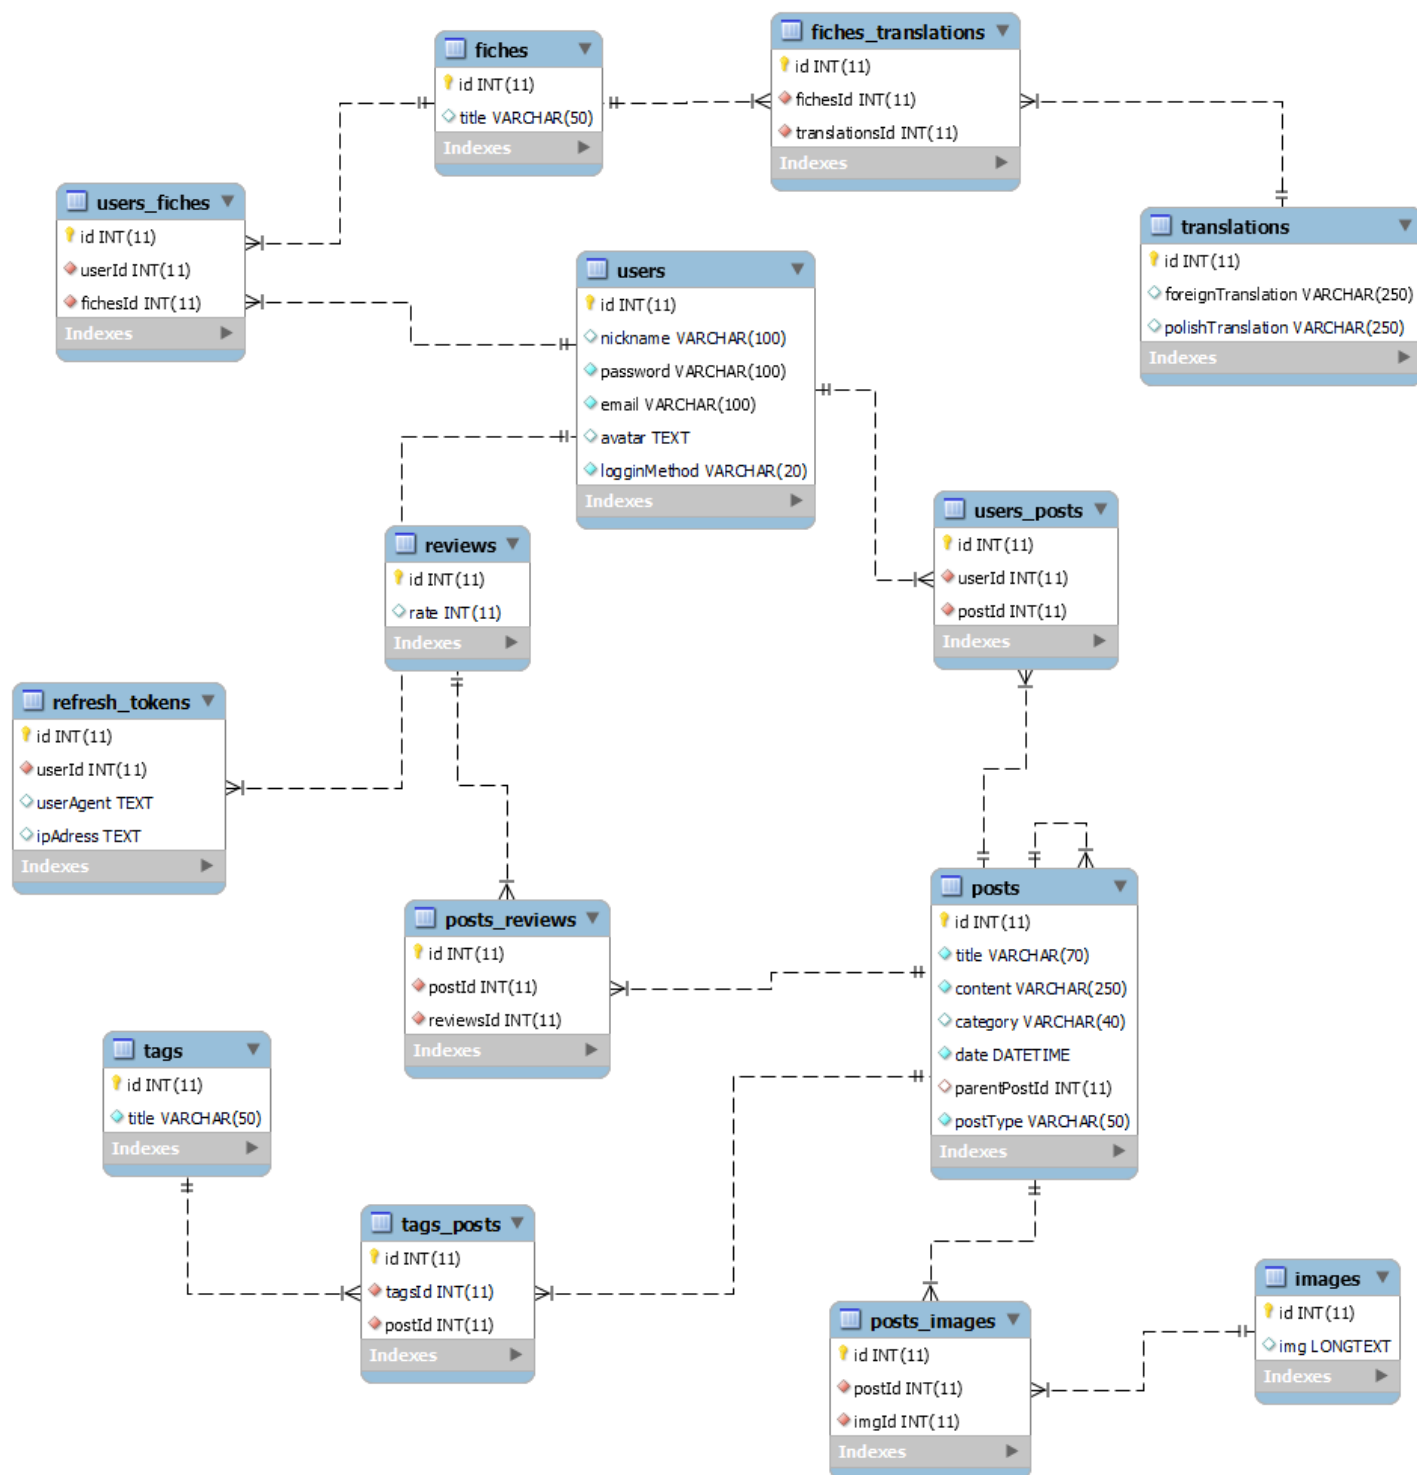 fiches
id INT(11)
title VARCHAR(50)
Indexes
fiches_translations
id INT(11)
fichesId INT(11)
translationsId INT(11)
Indexes
users_fiches
id INT(11)
userId INT(11)
fichesId INT(11)
Indexes
translations
id INT(11)
foreignTranslation VARCHAR(250)
polishTranslation VARCHAR(250)
Indexes
users
id INT(11)
nickname VARCHAR(100)
password VARCHAR(100)
email VARCHAR(100)
avatar TEXT
logginMethod VARCHAR(20)
Indexes
users_posts
id INT(11)
userId INT(11)
postId INT(11)
Indexes
reviews
id INT(11)
rate INT(11)
Indexes
refresh_tokens
id INT(11)
userId INT(11)
userAgent TEXT
ipAdress TEXT
Indexes
posts
id INT(11)
title VARCHAR(70)
content VARCHAR(250)
category VARCHAR(40)
date DATETIME
parentPostId INT(11)
postType VARCHAR(50)
Indexes
posts_reviews
id INT(11)
postId INT(11)
reviewsId INT(11)
Indexes
tags
id INT(11)
title VARCHAR(50)
Indexes
tags_posts
id INT(11)
tagsId INT(11)
postId INT(11)
Indexes
posts_images
id INT(11)
postId INT(11)
imgId INT(11)
Indexes
images
id INT(11)
img LONGTEXT
Indexes